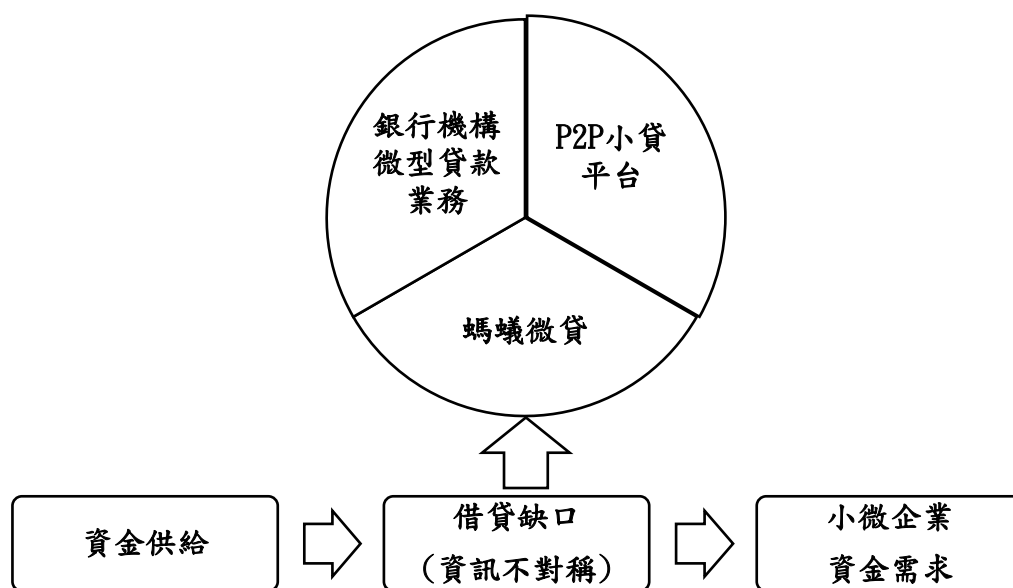 銀行機構
微型貸款
業務
P2P小貸
平台
螞蟻微貸
資金供給
借貸缺口
（資訊不對稱）
小微企業
資金需求